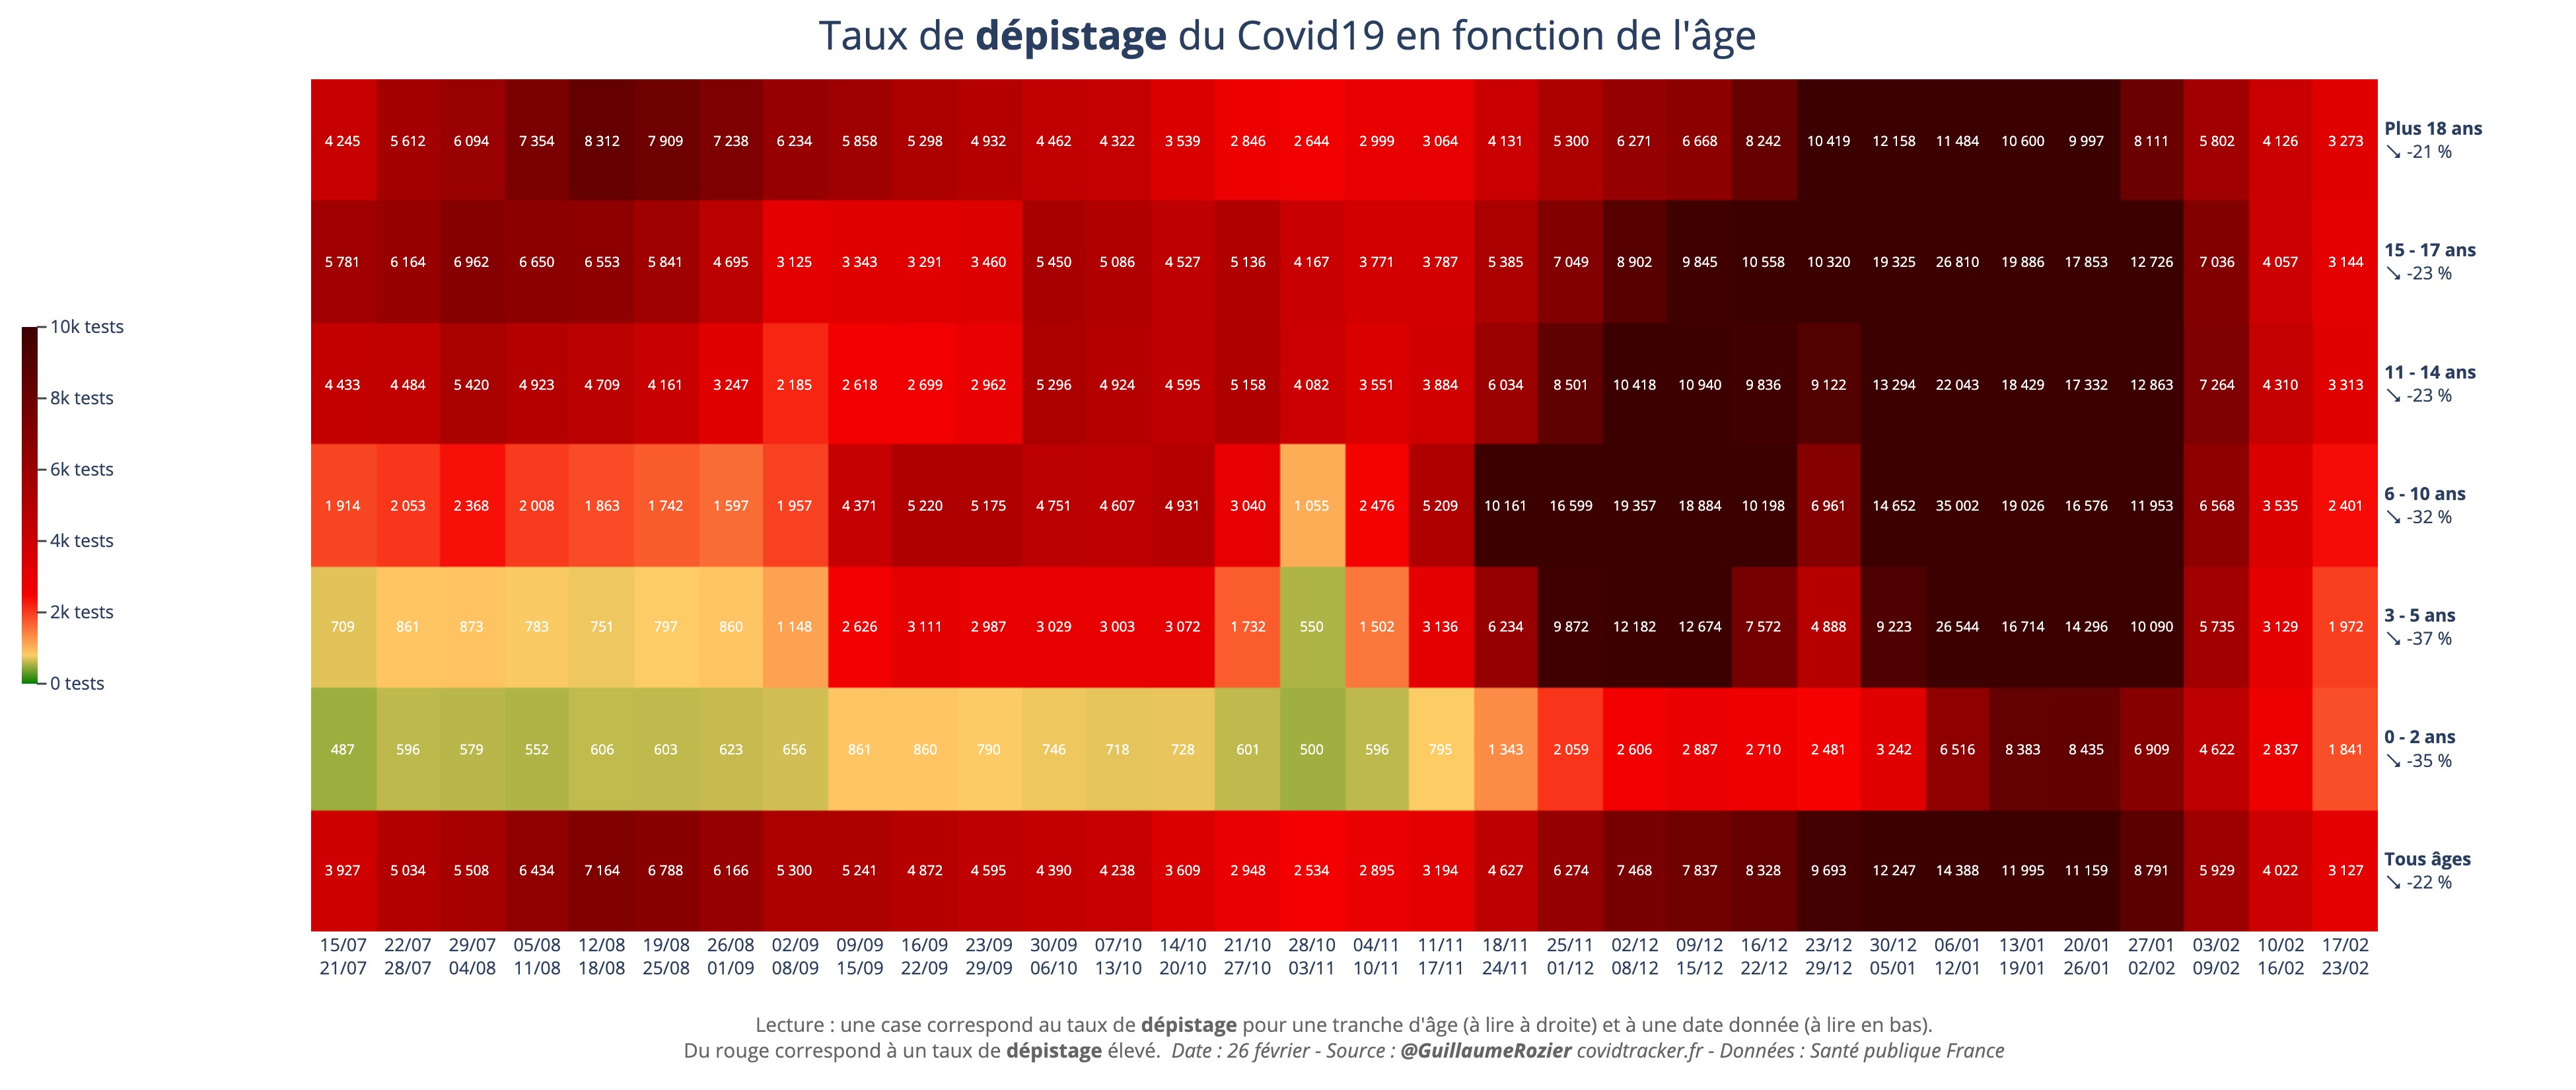 Taux de dépistage du Covid19 en fonction de l'âge
4 245 5 612 6 094 7 354 8 312 7 909 7 238 6 234 5 858 5 298 4 932 4 462 4 322 3 539 2 846 2 644 2 999 3 064 4 131 5 300 6 271 6 668 8 242 10 419 12 158 11 484 10 600 9 997 8 111 5 802 4 126 3 273 Plus 18 ans
↘ -21 %
5 781 6 164 6 962 6 650 6 553 5 841 4 695 3 125 3 343 3 291 3 460 5 450 5 086 4 527 5 136 4 167 3 771 3 787 5 385 7 049 8 902 9 845 10 558 10 320 19 325 26 810 19 886 17 853 12 726 7 036 4 057 3 144 15 - 17 ans
↘ -23 %
10k tests
8k tests
6k tests
4k tests
2k tests
0 tests
4 433 4 484 5 420 4 923 4 709 4 161 3 247 2 185 2 618 2 699 2 962 5 296 4 924 4 595 5 158 4 082 3 551 3 884 6 034 8 501 10 418 10 940 9 836 9 122 13 294 22 043 18 429 17 332 12 863 7 264 4 310 3 313 11 - 14 ans
↘ -23 %
1 914 2 053 2 368 2 008 1 863 1 742 1 597 1 957 4 371 5 220 5 175 4 751 4 607 4 931 3 040 1 055 2 476 5 209 10 161 16 599 19 357 18 884 10 198 6 961 14 652 35 002 19 026 16 576 11 953 6 568 3 535 2 401 6 - 10 ans
↘ -32 %
709 861 873 783 751 797 860 1 148 2 626 3 111 2 987 3 029 3 003 3 072 1 732 550 1 502 3 136 6 234 9 872 12 182 12 674 7 572 4 888 9 223 26 544 16 714 14 296 10 090 5 735 3 129 1 972 3 - 5 ans
↘ -37 %
487 596 579 552 606 603 623 656 861 860 790 746 718 728 601 500 596 795 1 343 2 059 2 606 2 887 2 710 2 481 3 242 6 516 8 383 8 435 6 909 4 622 2 837 1 841 0 - 2 ans
↘ -35 %
3 927 5 034 5 508 6 434 7 164 6 788 6 166 5 300 5 241 4 872 4 595 4 390 4 238 3 609 2 948 2 534 2 895 3 194 4 627 6 274 7 468 7 837 8 328 9 693 12 247 14 388 11 995 11 159 8 791 5 929 4 022 3 127 Tous âges
↘ -22 %
15/07 22/07 29/07 05/08 12/08 19/08 26/08 02/09 09/09 16/09 23/09 30/09 07/10 14/10 21/10 28/10 04/11 11/11 18/11 25/11 02/12 09/12 16/12 23/12 30/12 06/01 13/01 20/01 27/01 03/02 10/02 17/02
21/07 28/07 04/08 11/08 18/08 25/08 01/09 08/09 15/09 22/09 29/09 06/10 13/10 20/10 27/10 03/11 10/11 17/11 24/11 01/12 08/12 15/12 22/12 29/12 05/01 12/01 19/01 26/01 02/02 09/02 16/02 23/02
Lecture : une case correspond au taux de dépistage pour une tranche d'âge (à lire à droite) et à une date donnée (à lire en bas).
Du rouge correspond à un taux de dépistage élevé. Date : 26 février - Source : @GuillaumeRozier covidtracker.fr - Données : Santé publique France